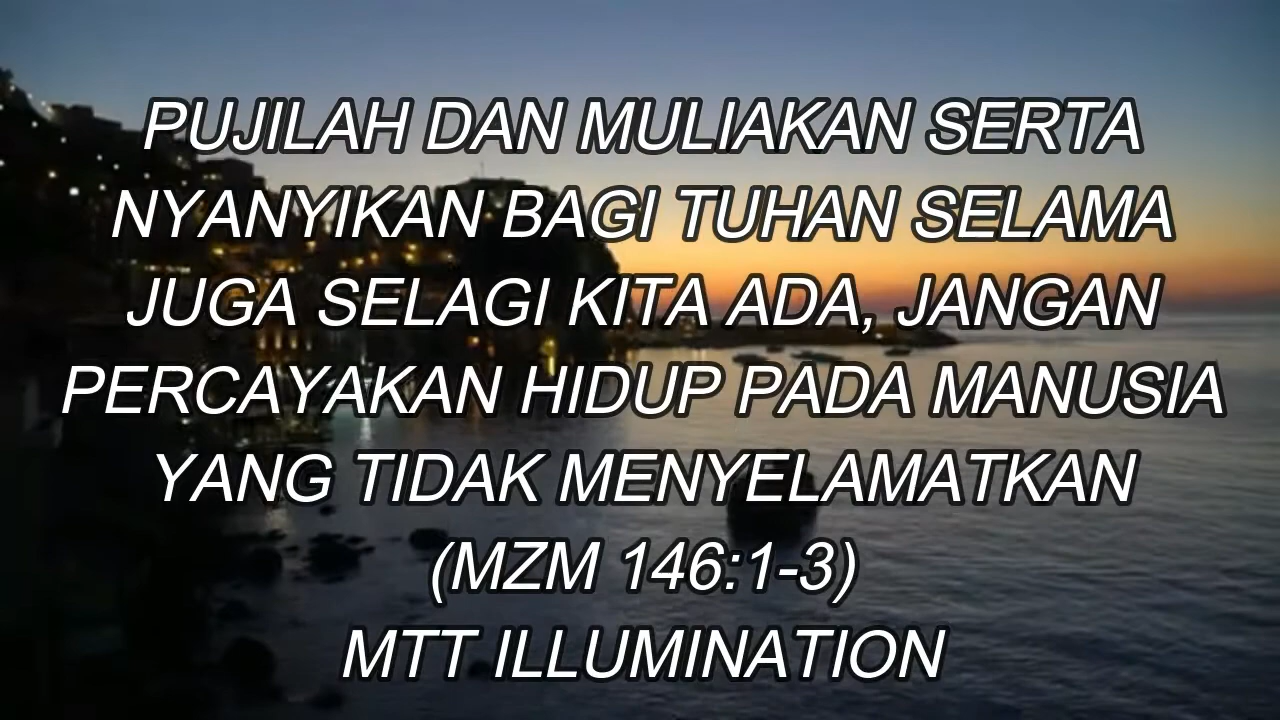 PUJILAH DAN MULIAKAN SERTA
NYANYIKAN BAGI TUHAN SELAMA
JUGA SELAGI KITA ADA, JANGAN
PERCAYAKAN HIDUP PADA MANUSIA
YANG TIDAK MENYELAMATKAN
(MZM 146:1-3)
MTT ILLUMINATION